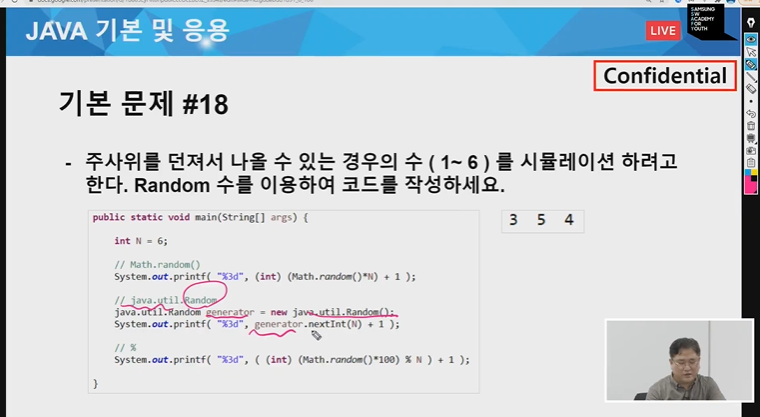 JAVA 기본 및 응용
LIVE
SAMSUNG
SW ACADEMY
FOR
YOUTH
Confidential
기본 문제 #18
- 주사위를 던져서 나올 수 있는 경우의 수 ( 1~ 6 ) 를 시뮬레이션 하려고
한다. Random 수를 이용하여 코드를 작성하세요.
public static void main(String[] args) {
int N = 6;
// Math.random()
System.out.printf( "%3d", (int) (Math.random()*N) + 1 );
// java.util.Random
java.util.Random generator = new java.util.Random();
System.out.printf( "%3d", generator.nextInt(N) + 1 );
// %
System.out.printf( "%3d", ( (int) (Math.random()*100) % N ) + 1 );
}
3 5 4